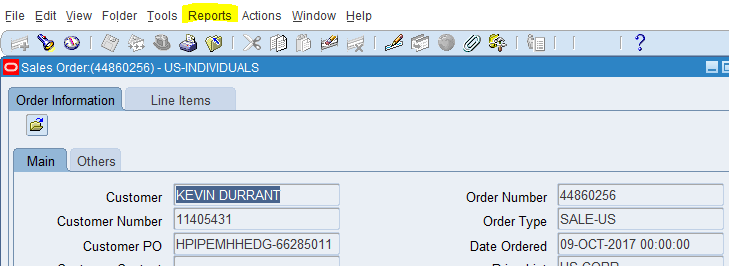 File Edit View Folder Tools Reports Actions Window Help
Sales Order:(44860256) - US-INDIVIDUALS
Order Information Line Items
Main Others
Customer KEVIN DURRANT Order Number 44860256
Customer Number 11405431 Order Type SALE-US
Customer PO HPIPEMHHEDG-66285011 Date Ordered 09-OCT-2017 00:00:00